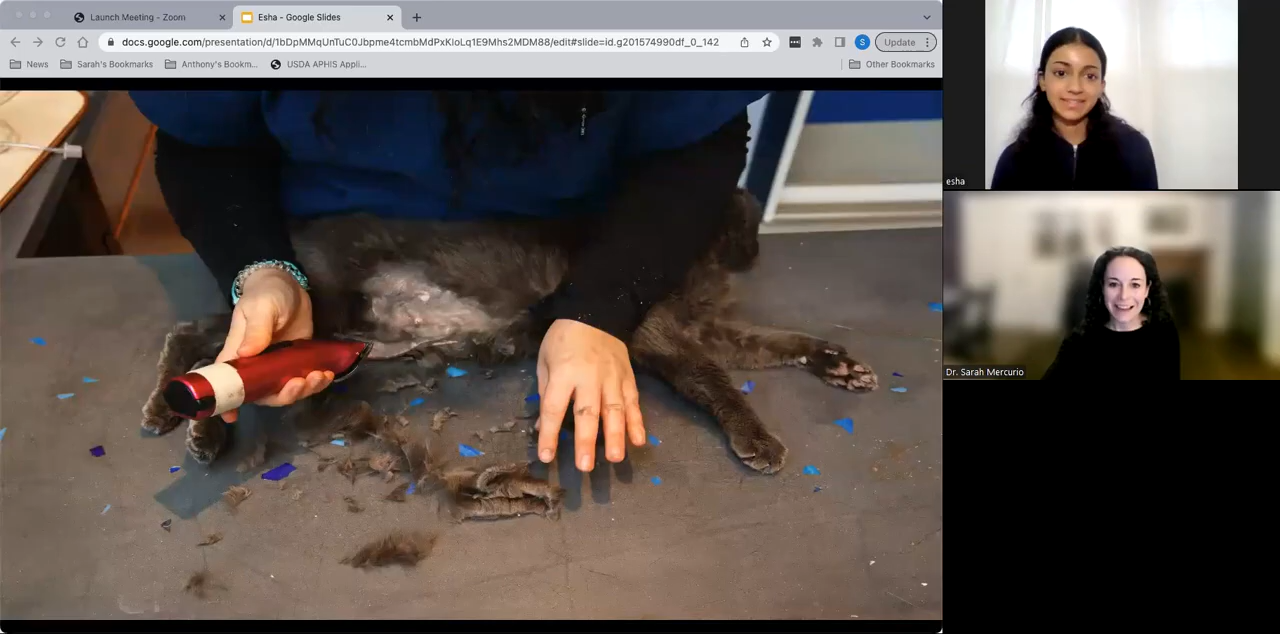 Launch Meeting - Zoom
Esha - Google Slides
docs.google.com/presentation/d/1bDpMMqUnTuC0Jbpme4tcmbMdPxKloLq1E9Mhs2MDM88/edit#slide=id.g201574990df_0_142
S
Update
News
Sarah's Bookmarks
Anthony's Bookm...
USDA APHIS Appli...
Other Bookmarks
esha
Dr. Sarah Mercurio